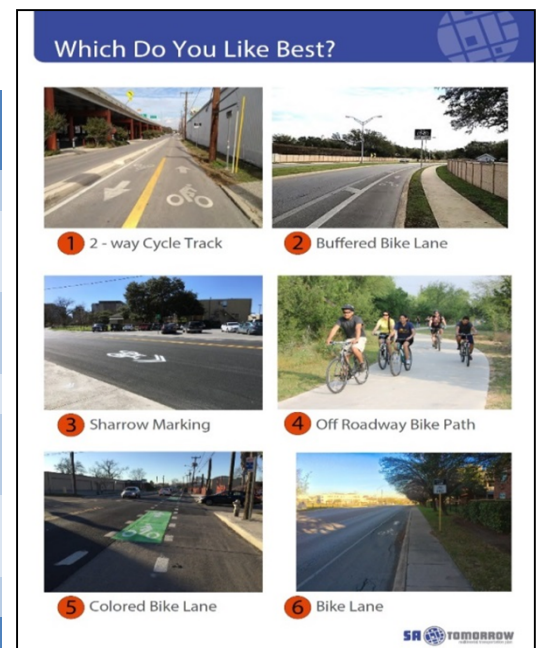 Which Do You Like Best?
1 2 - way Cycle Track
2 Buffered Bike Lane
3 Sharrow Marking
4 Off Roadway Bike Path
5 Colored Bike Lane
6 Bike Lane
SA TOMORROW